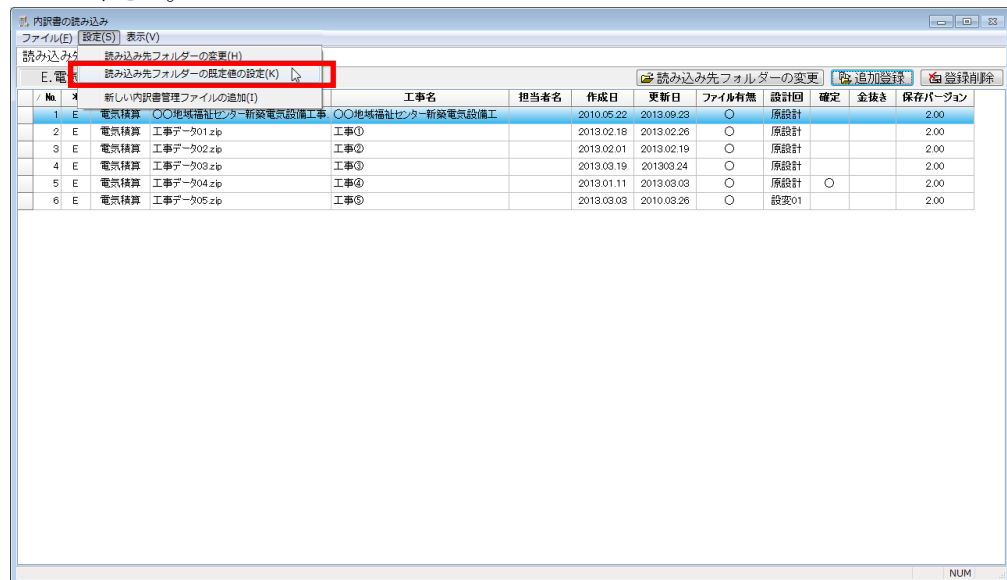 内訳書の読み込み
ファイル(E) 設定(S) 表示(V)
読み込み先フォルダーの変更(H)
読み込み先フォルダーの既定値の設定(K)
新しい内訳書管理ファイルの追加(I)
読み込み
E.電 読み込み先フォルダーの変更 追加登録 登録削除
No. 工事名 担当者名 作成日 更新日 ファイル有無 設計回 確定 金抜き 保存バージョン
1 E 電気積算 〇〇地域福祉センター新築電気設備工事. 〇〇地域福祉センター新築電気設備工 2010.05.22 2013.09.23 ○ 原設計 2.00
2 E 電気積算 工事データ01.zip 工事① 2013.02.18 2013.02.26 ○ 原設計 2.00
3 E 電気積算 工事データ02.zip 工事② 2013.02.01 2013.02.19 ○ 原設計 2.00
4 E 電気積算 工事データ03.zip 工事③ 2013.03.19 201303.24 ○ 原設計 2.00
5 E 電気積算 工事データ04.zip 工事④ 2013.01.11 2013.03.03 ○ 原設計 ○ 2.00
6 E 電気積算 工事データ05.zip 工事⑤ 2013.03.03 2010.03.26 ○ 設変01 2.00
NUM